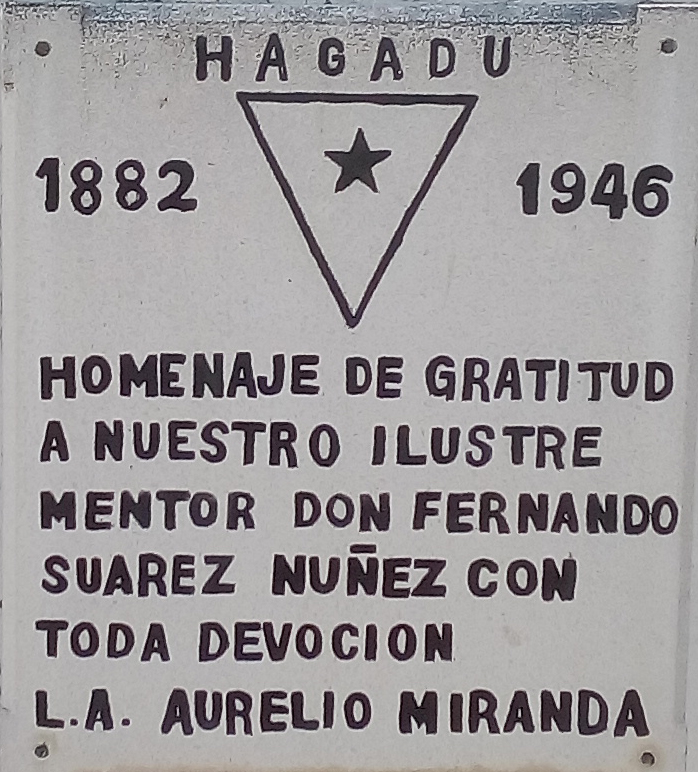 HAGADU
1882 1946
HOMENAJE DE GRATITUD
A NUESTRO ILUSTRE
MENTOR DON FERNANDO
SUAREZ NUÑEZ CON
TODA DEVOCION
L.A. AURELIO MIRANDA